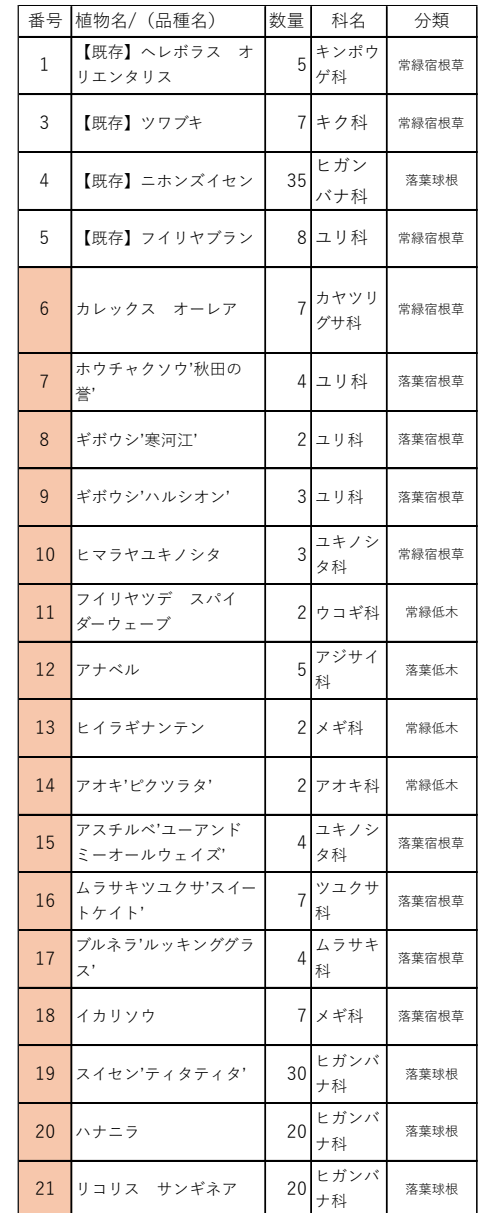 番号 植物名/（品種名） 数量 科名 分類
1 【既存】ヘレボラス　オリエンタリス 5 キンポウゲ科 常緑宿根草
3 【既存】ツワブキ 7 キク科 常緑宿根草
4 【既存】ニホンズイセン 35 ヒガンバナ科 落葉球根
5 【既存】フイリヤブラン 8 ユリ科 常緑宿根草
6 カレックス　オーレア 7 カヤツリグサ科 常緑宿根草
7 ホウチャクソウ’秋田の誉’ 4 ユリ科 落葉宿根草
8 ギボウシ’寒河江’ 2 ユリ科 落葉宿根草
9 ギボウシ’ハルシオン’ 3 ユリ科 落葉宿根草
10 ヒマラヤユキノシタ 3 ユキノシタ科 常緑宿根草
11 フイリヤツデ　スパイダーウェーブ 2 ウコギ科 常緑低木
12 アナベル 5 アジサイ科 落葉低木
13 ヒイラギナンテン 2 メギ科 常緑低木
14 アオキ’ピクツラタ’ 2 アオキ科 常緑低木
15 アスチルベ’ユーアンドミーオールウェイズ’ 4 ユキノシタ科 落葉宿根草
16 ムラサキツユクサ’スイートケイト’ 7 ツユクサ科 落葉宿根草
17 ブルネラ’ルッキンググラス’ 4 ムラサキ科 落葉宿根草
18 イカリソウ 7 メギ科 落葉宿根草
19 スイセン’ティタティタ’ 30 ヒガンバナ科 落葉球根
20 ハナニラ 20 ヒガンバナ科 落葉球根
21 リコリス　サンギネア 20 ヒガンバナ科 落葉球根